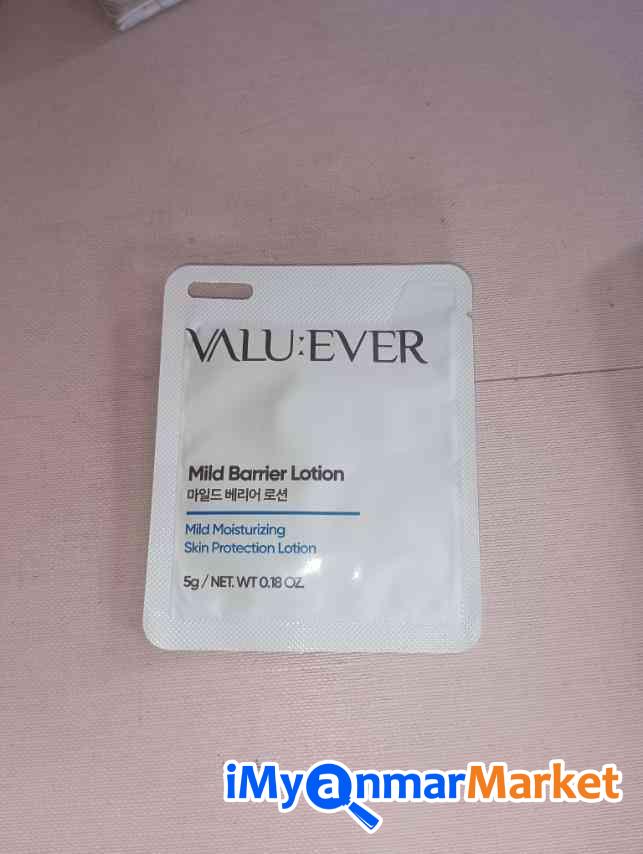 VALU:EVER
Mild Barrier Lotion
마일드 베리어 로션
Mild Moisturizing
Skin Protection Lotion
5g / NET. WT 0.18 OZ.
iMyanmarMarket